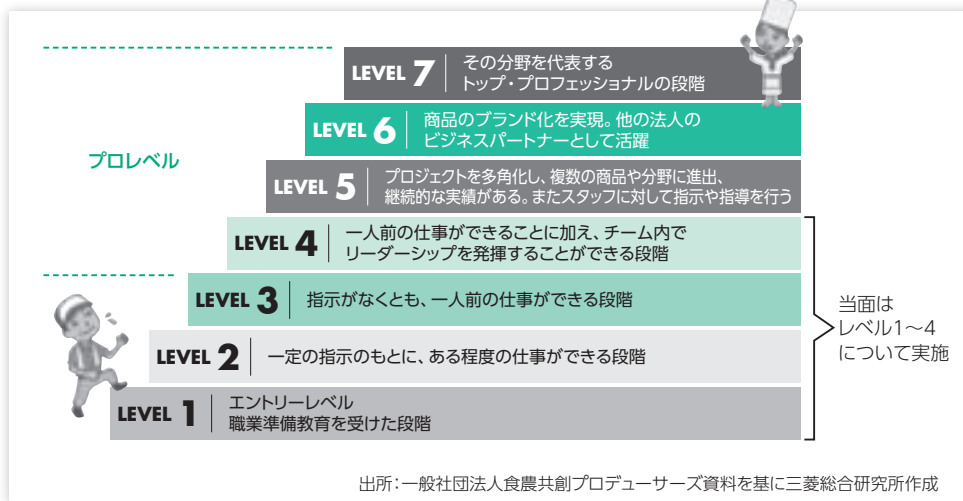 LEVEL 7
その分野を代表する
トップ・プロフェッショナルの段階
LEVEL 6
商品のブランド化を実現。他の法人の
ビジネスパートナーとして活躍
プロレベル
LEVEL 5
プロジェクトを多角化し、複数の商品や分野に進出、
継続的な実績がある。またスタッフに対して指示や指導を行う
LEVEL 4
一人前の仕事ができることに加え、チーム内で
リーダーシップを発揮することができる段階
LEVEL 3
指示がなくとも、一人前の仕事ができる段階
LEVEL 2
一定の指示のもとに、ある程度の仕事ができる段階
LEVEL 1
エントリーレベル
職業準備教育を受けた段階
当面は
レベル1〜4
について実施
出所：一般社団法人食農共創プロデューサーズ資料を基に三菱総合研究所作成